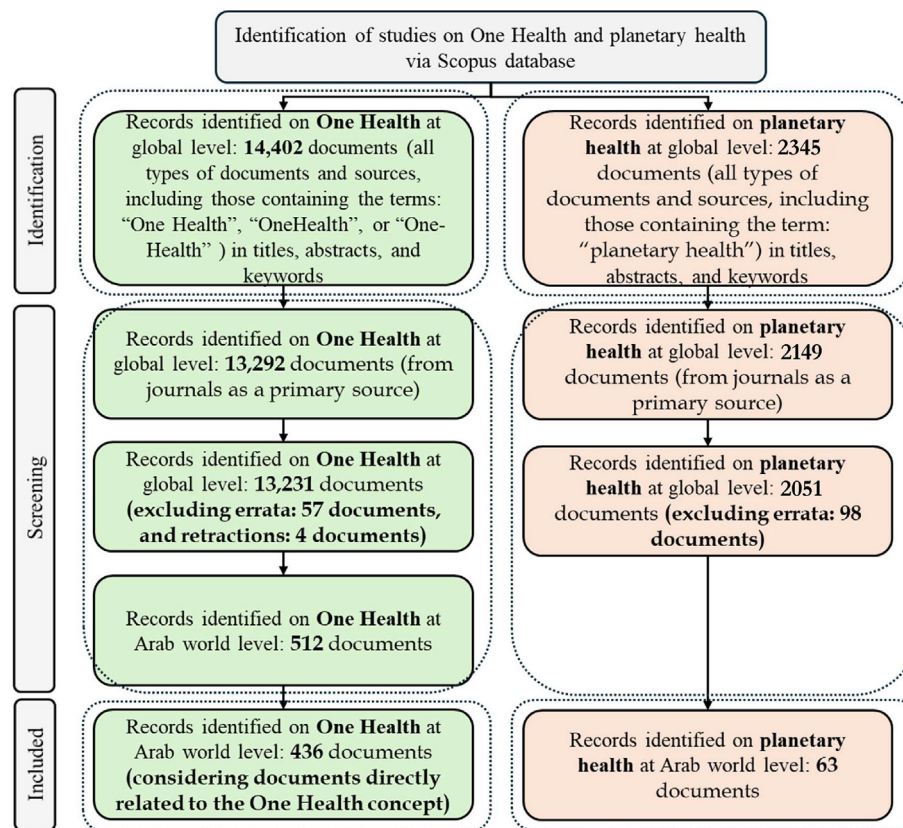 Identification of studies on One Health and planetary health
via Scopus database
Identification
Records identified on One Health at
global level: 14,402 documents (all
types of documents and sources,
including those containing the terms:
“One Health”, “OneHealth”, or “One-
Health” ) in titles, abstracts, and
keywords
Records identified on planetary
health at global level: 2345
documents (all types of
documents and sources, including
those containing the term:
“planetary health”) in titles,
abstracts, and keywords
Screening
Records identified on One Health at
global level: 13,292 documents (from
journals as a primary source)
Records identified on planetary
health at global level: 2149
documents (from journals as a
primary source)
Records identified on One Health at
global level: 13,231 documents
(excluding errata: 57 documents,
and retractions: 4 documents)
Records identified on planetary
health at global level: 2051
documents (excluding errata: 98
documents)
Records identified on One Health at
Arab world level: 512 documents
Included
Records identified on One Health at
Arab world level: 436 documents
(considering documents directly
related to the One Health concept)
Records identified on planetary
health at Arab world level: 63
documents